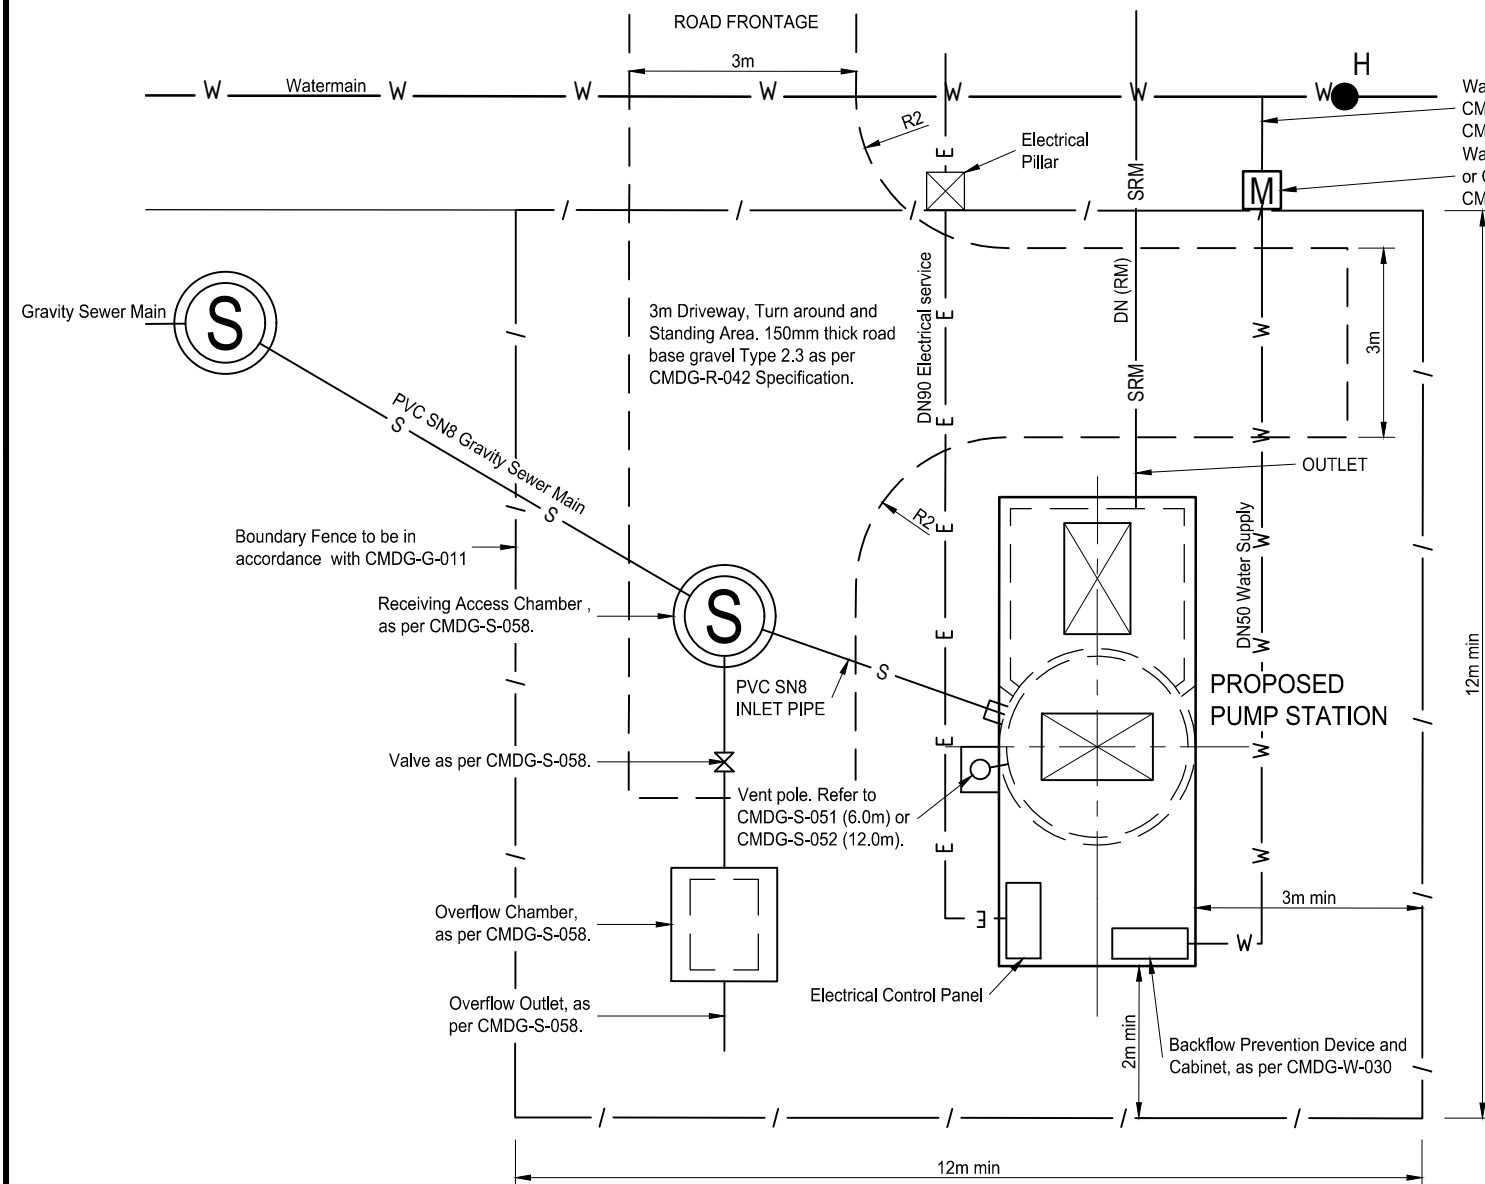 ROAD FRONTAGE
3m
H
W
Watermain
W
W
W
W
W
W
Wa
CM
CM
Wa
or C
CM
R2
E
Electrical
Pillar
SRM
M
Gravity Sewer Main
S
3m Driveway, Turn around and
Standing Area. 150mm thick road
base gravel Type 2.3 as per
CMDG-R-042 Specification.
DN90 Electrical service
E
DN (RM)
W
3m
PVC SN8 Gravity Sewer Main
S
S
SRM
E
W
OUTLET
Boundary Fence to be in
accordance with CMDG-G-011
R2
E
DN50 Water Supply
W
Receiving Access Chamber ,
as per CMDG-S-058.
S
E
W
12m min
PVC SN8
INLET PIPE
S
PROPOSED
PUMP STATION
Valve as per CMDG-S-058.
E
W
Vent pole. Refer to
CMDG-S-051 (6.0m) or
CMDG-S-052 (12.0m).
E
W
Overflow Chamber,
as per CMDG-S-058.
E
3m min
W
Electrical Control Panel
Overflow Outlet, as
per CMDG-S-058.
2m min
Backflow Prevention Device and
Cabinet, as per CMDG-W-030
12m min